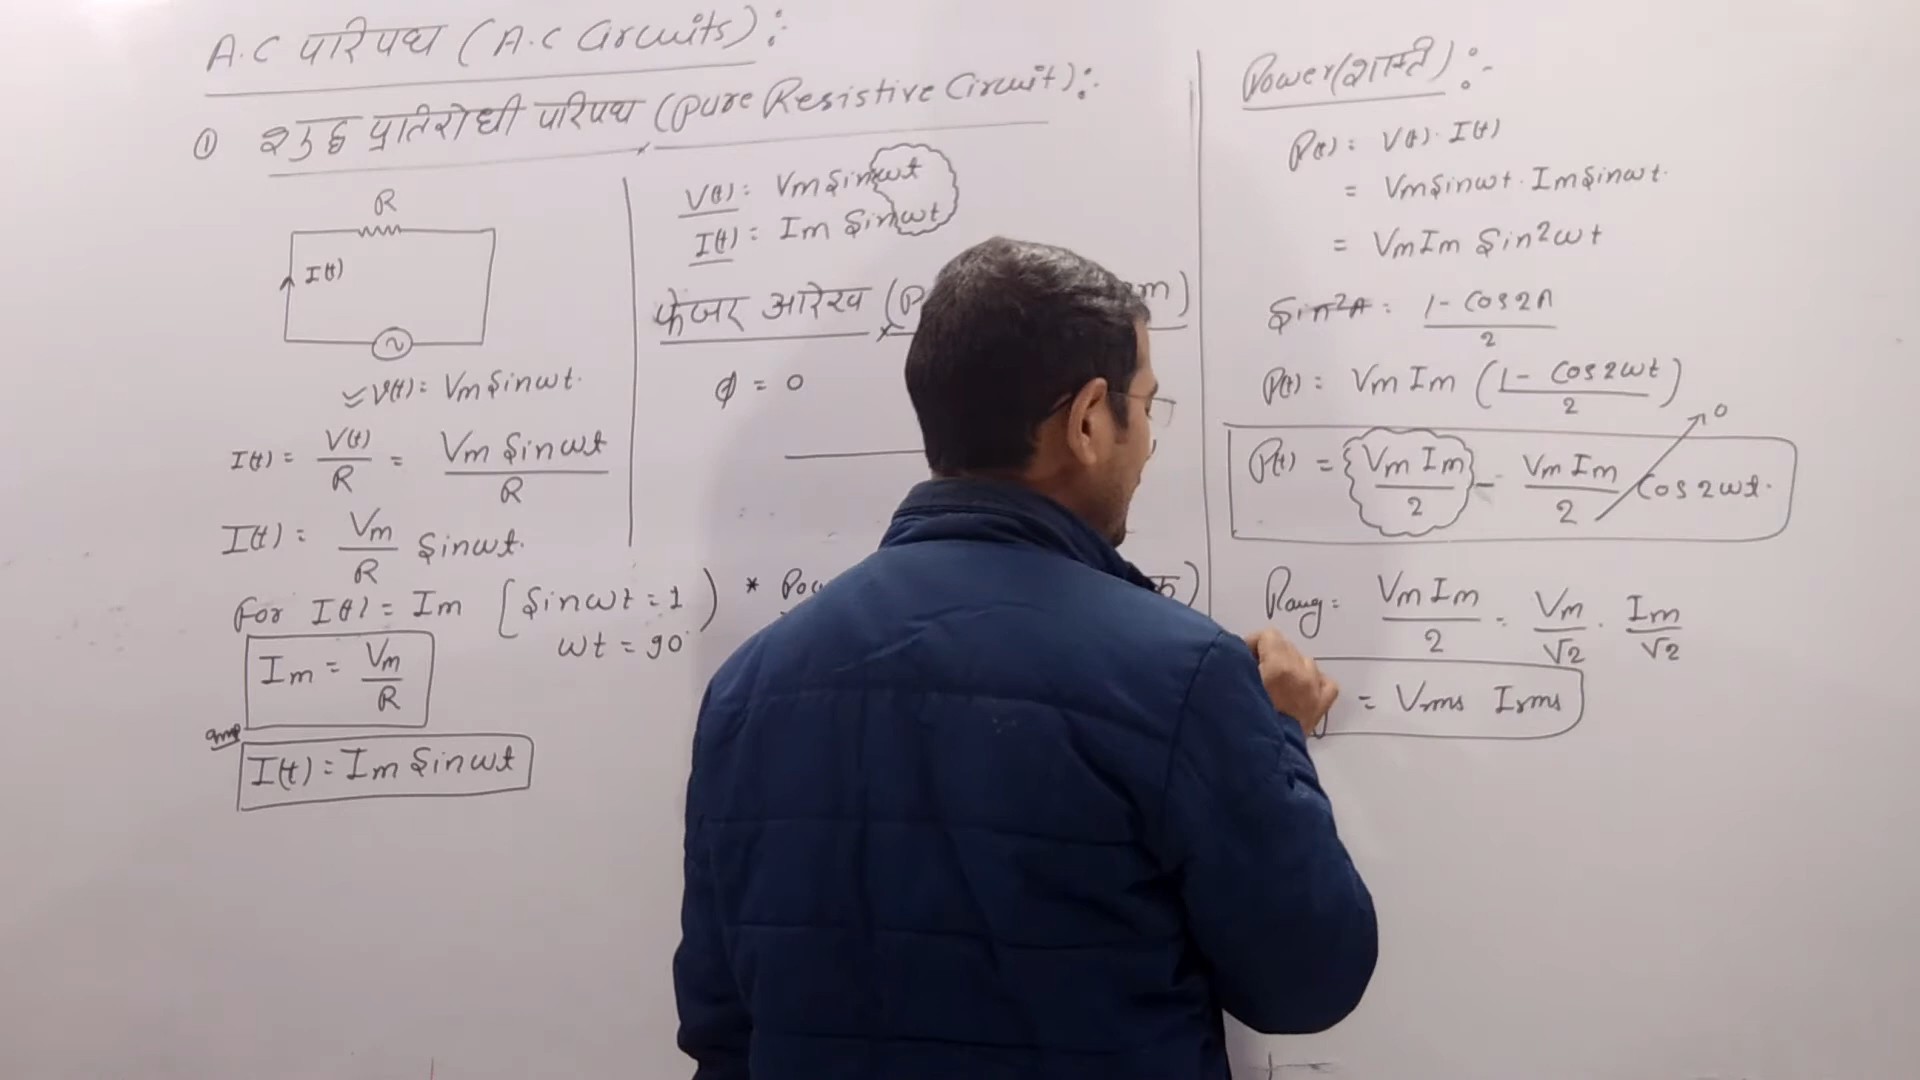 A.C परिपथ (A.C Circuits):
① शुद्ध प्रतिरोधी परिपथ (Pure Resistive Circuit):-
R
I(t)
V(t) = Vm Sinωt.
I(t) = V(t)/R = Vm Sinωt/R
I(t) = Vm/R Sinωt.
For I(t) = Im [Sinωt = 1)
ωt = 90°
Im = Vm/R
amp
I(t) = Im Sinωt
V(t) = Vm Sinωt
I(t) = Im Sinωt
फेजर आरेख (P m)
ϕ = 0
*
Power(शक्ती):-
P(t) = V(t) · I(t)
= Vm Sinωt · Im Sinωt.
= Vm Im Sin²ωt
Sin²A = 1 - Cos2A/2
P(t) = Vm Im (1 - Cos2ωt/2)
0
P(t) = Vm Im/2 - Vm Im/2 Cos2ωt.
Pavg = Vm Im/2 = Vm/√2 · Im/√2
= Vrms Irms